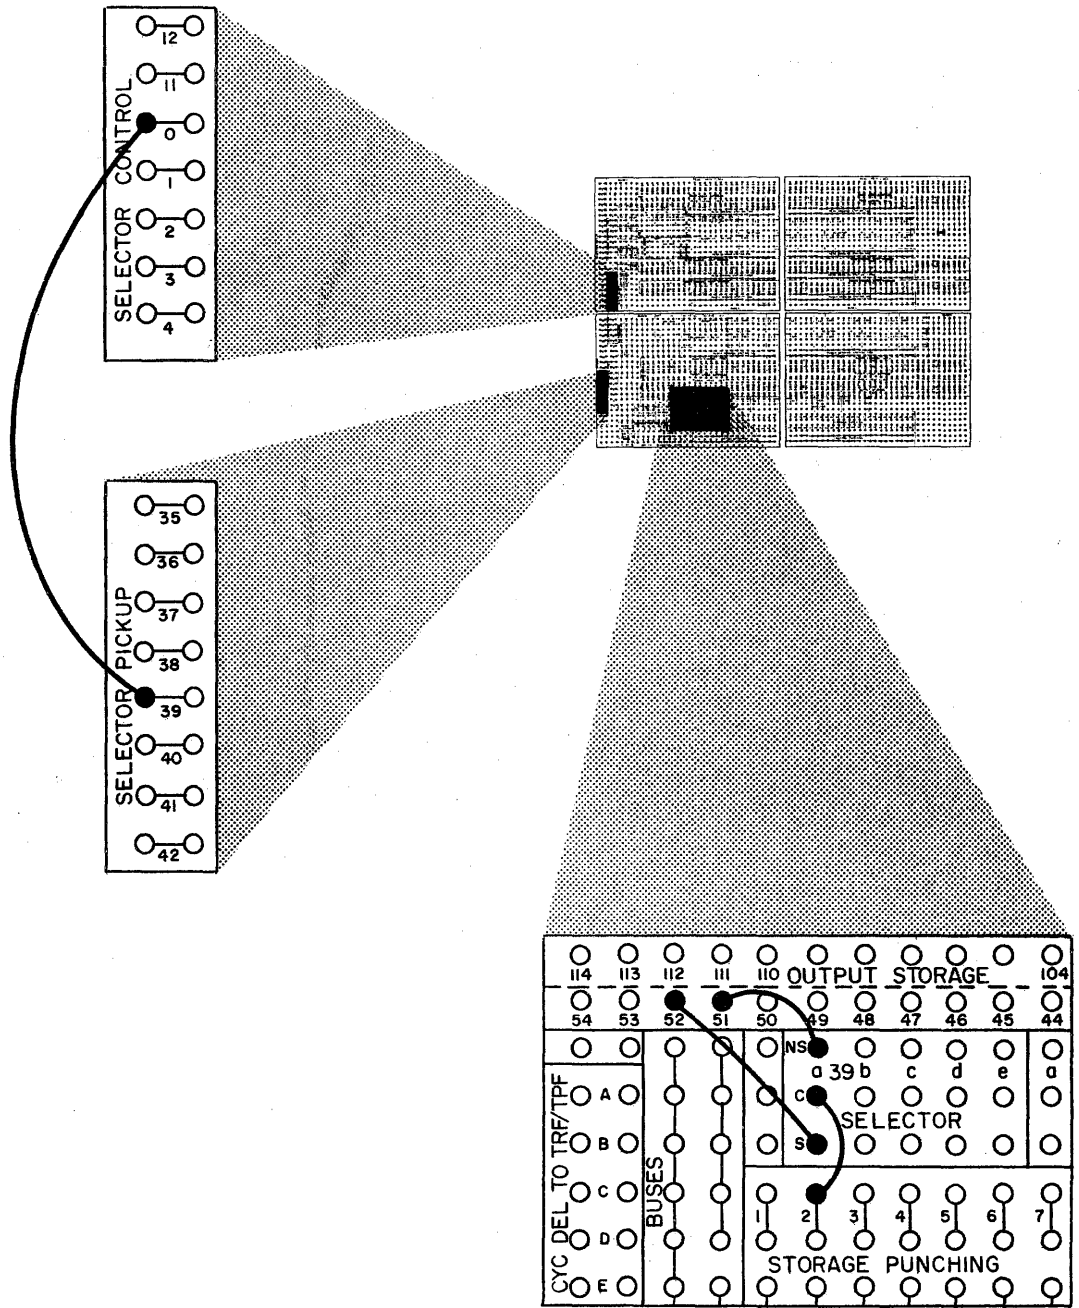 12
11
0
1
2
3
4
SELECTOR CONTROL
35
36
37
38
39
40
41
42
SELECTOR PICKUP
114 113 112 111 110 OUTPUT STORAGE 104
54 53 52 51 50 49 48 47 46 45 44
NS
a 39 b c d e a
A C
SELECTOR
B S
C
1 2 3 4 5 6 7
D
STORAGE PUNCHING
E
CYC DEL TO TRF/TPF
BUSES